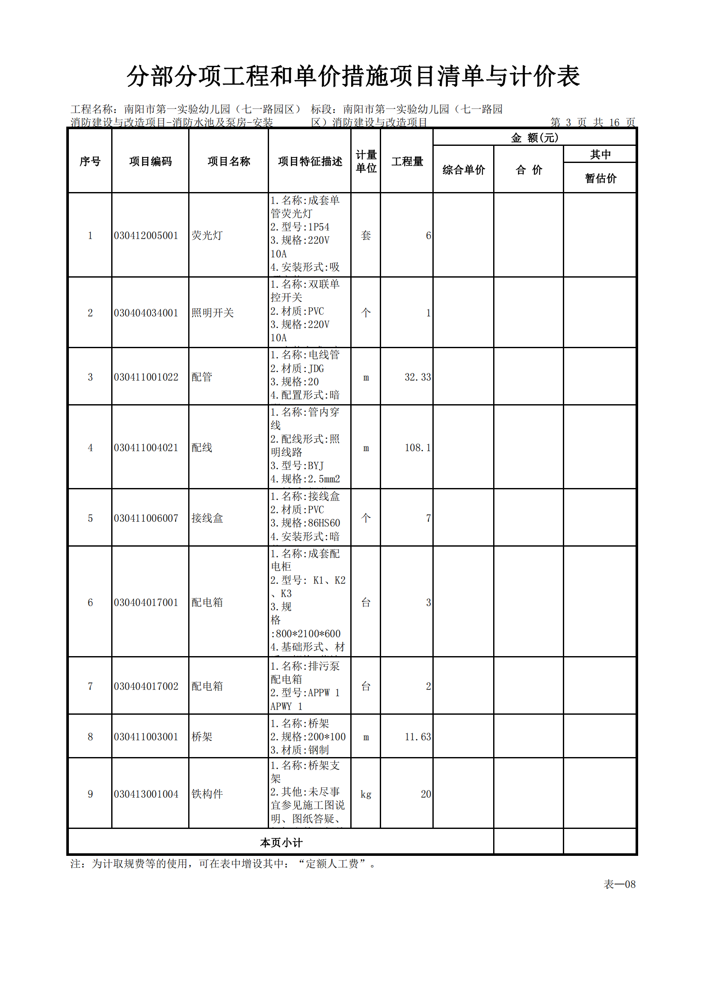 分部分项工程和单价措施项目清单与计价表
工程名称：南阳市第一实验幼儿园（七一路园区） 标段：南阳市第一实验幼儿园（七一路园
消防建设与改造项目-消防水池及泵房-安装 区）消防建设与改造项目 第 3 页 共 16 页
序号 项目编码 项目名称 项目特征描述 计量单位 工程量 金 额(元)
综合单价 合 价 其中
暂估价
1 030412005001 荧光灯 套 6
1.名称:成套单
管荧光灯
2.型号:1P54
3.规格:220V
10A
4.安装形式:吸
2 030404034001 照明开关 个 1
1.名称:双联单
控开关
2.材质:PVC
3.规格:220V
10A
3 030411001022 配管 m 32.33
1.名称:电线管
2.材质:JDG
3.规格:20
4.配置形式:暗
4 030411004021 配线 m 108.1
1.名称:管内穿
线
2.配线形式:照
明线路
3.型号:BYJ
4.规格:2.5mm2
5 030411006007 接线盒 个 7
1.名称:接线盒
2.材质:PVC
3.规格:86HS60
4.安装形式:暗
6 030404017001 配电箱 台 3
1.名称:成套配
电柜
2.型号: K1、K2
、K3
3.规
格
:800*2100*600
4.基础形式、材
7 030404017002 配电箱 台 2
1.名称:排污泵
配电箱
2.型号:APPW 1
APWY 1
8 030411003001 桥架 m 11.63
1.名称:桥架
2.规格:200*100
3.材质:钢制
9 030413001004 铁构件 kg 20
1.名称:桥架支
架
2.其他:未尽事
宜参见施工图说
明、图纸答疑、
本页小计
注：为计取规费等的使用，可在表中增设其中：“定额人工费”。
表—08